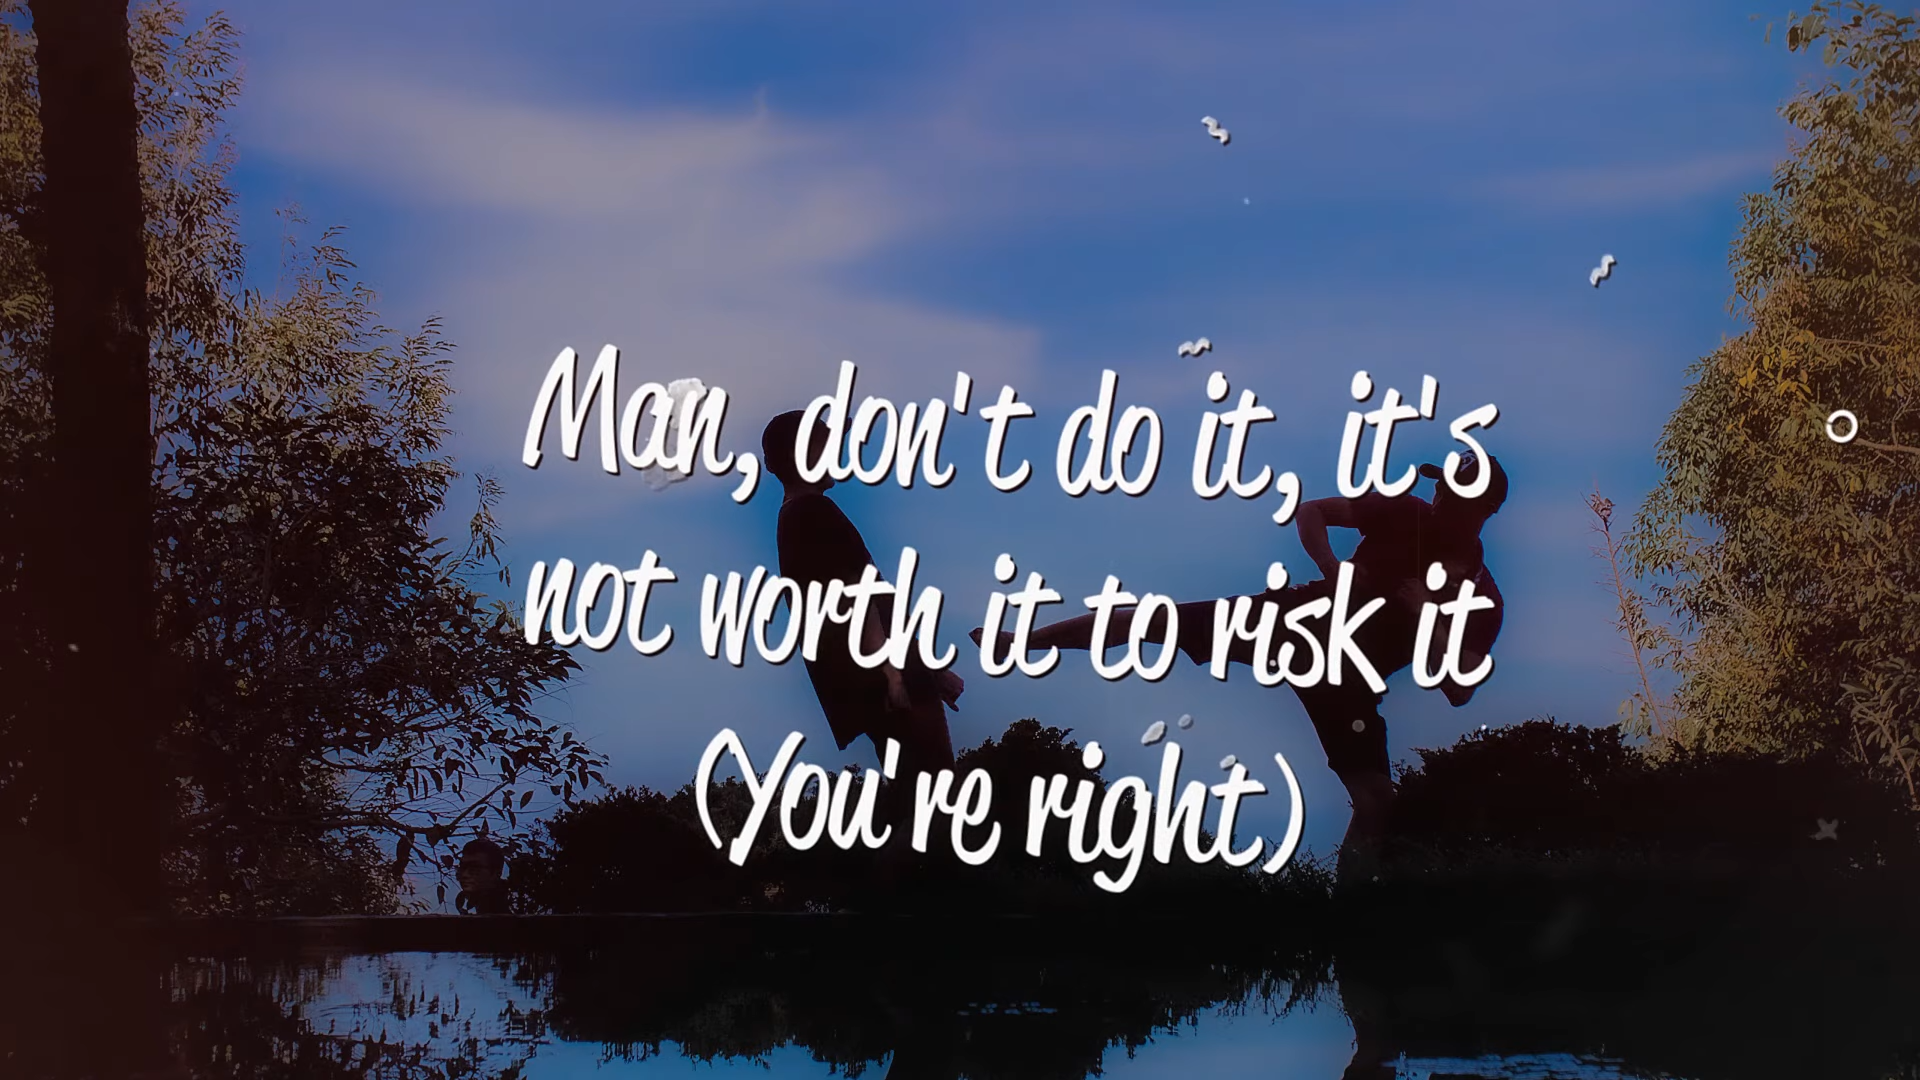 Man, don't do it, it's
not worth it to risk it
(You're right)